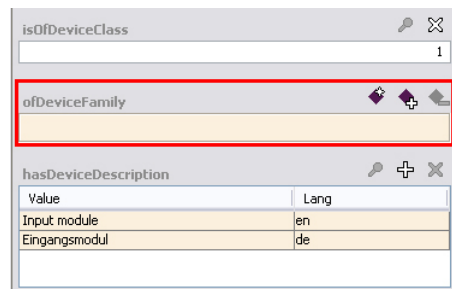 isOfDeviceClass
1
ofDeviceFamily
hasDeviceDescription
Value Lang
Input module en
Eingangsmodul de